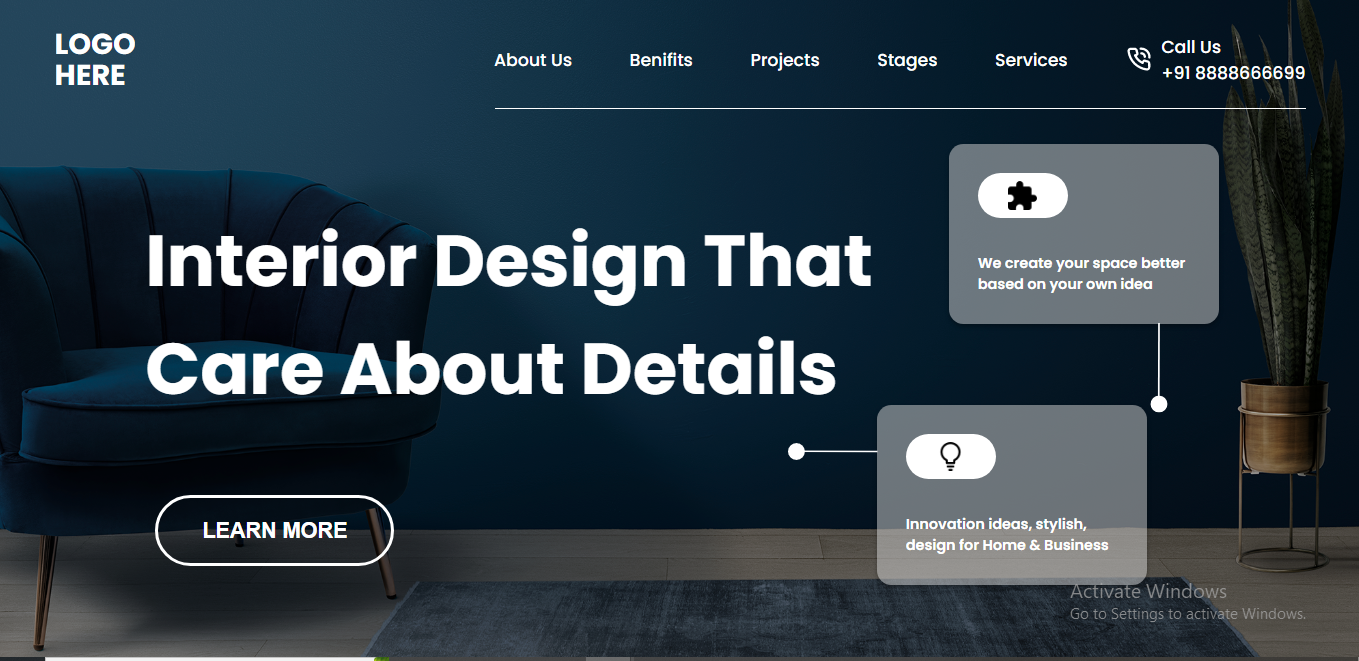 LOGO
HERE
About Us
Benifits
Projects
Stages
Services
Call Us
+91 8888666699
Interior Design That
Care About Details
LEARN MORE
We create your space better
based on your own idea
Innovation ideas, stylish,
design for Home & Business
Activate Windows
Go to Settings to activate Windows.